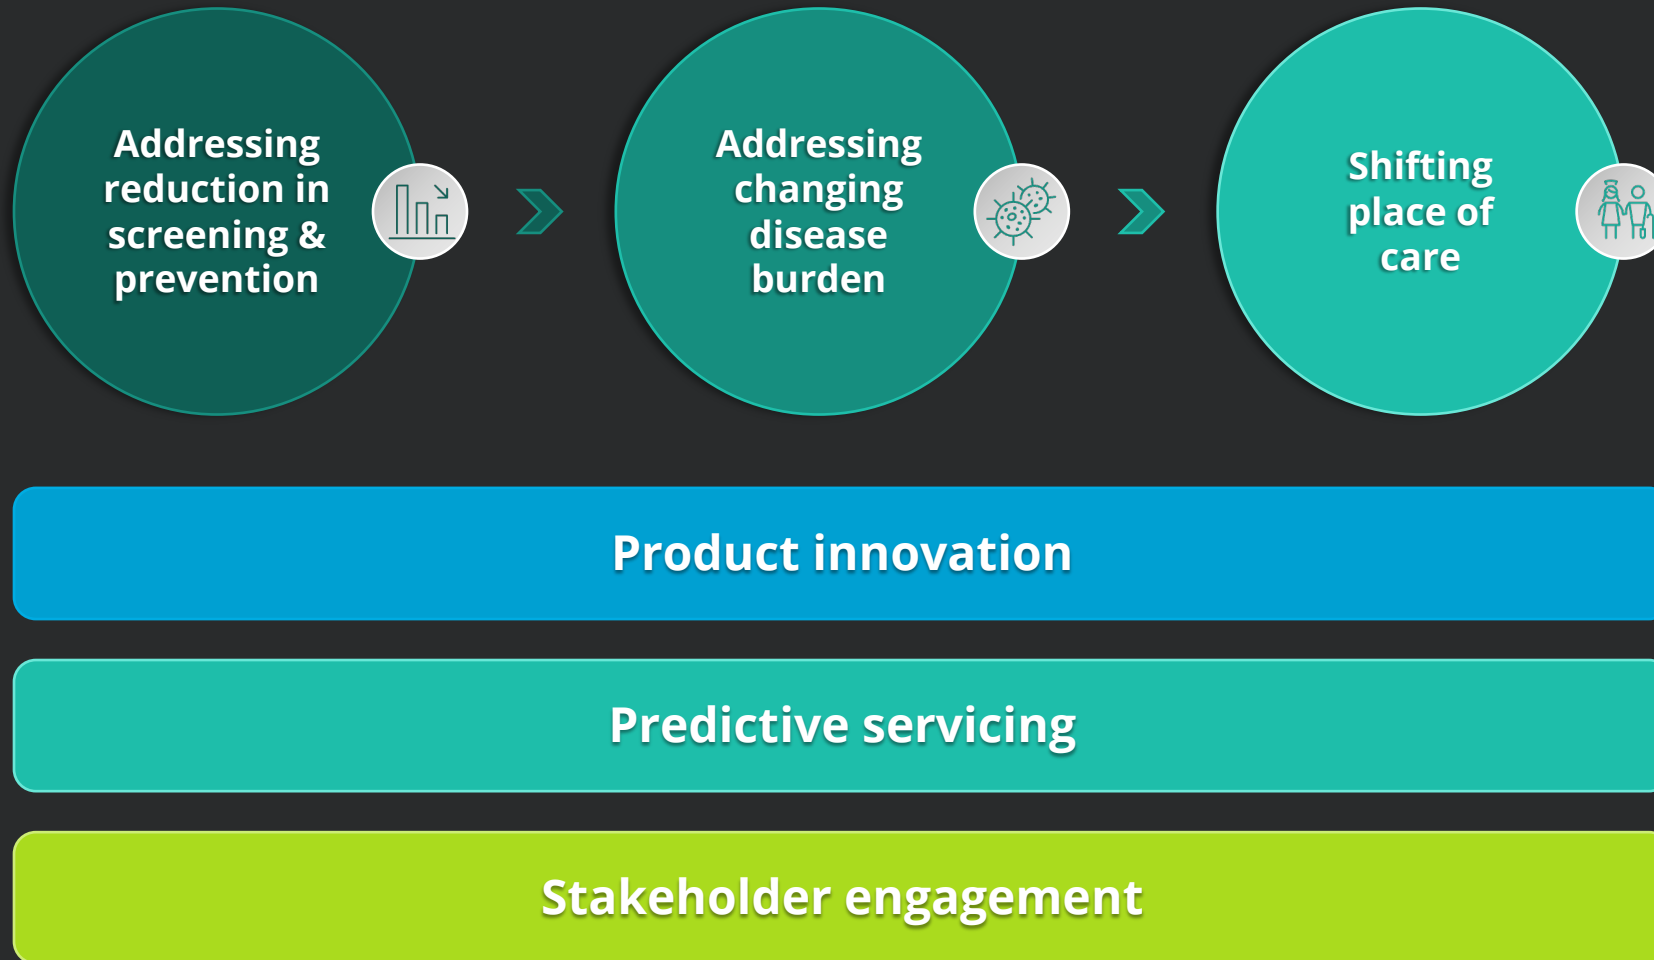 Addressing
reduction in
screening &
prevention
Addressing
changing
disease
burden
Shifting
place of
care
Product innovation
Predictive servicing
Stakeholder engagement